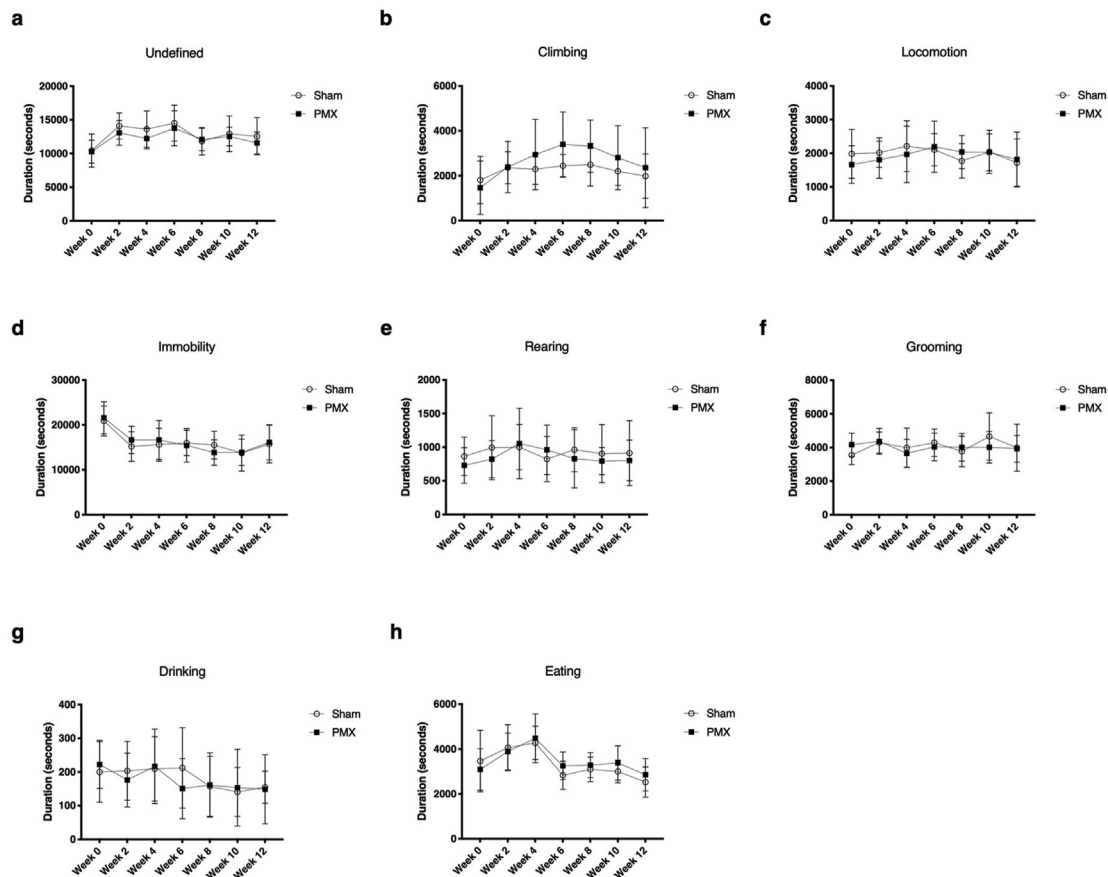 a
Undefined
Duration (seconds)
20000
15000
10000
5000
0
Week 0
Week 2
Week 4
Week 6
Week 8
Week 10
Week 12
Sham
PMX
b
Climbing
Duration (seconds)
6000
4000
2000
0
Week 0
Week 2
Week 4
Week 6
Week 8
Week 10
Week 12
Sham
PMX
c
Locomotion
Duration (seconds)
4000
3000
2000
1000
0
Week 0
Week 2
Week 4
Week 6
Week 8
Week 10
Week 12
Sham
PMX
d
Immobility
Duration (seconds)
30000
20000
10000
0
Week 0
Week 2
Week 4
Week 6
Week 8
Week 10
Week 12
Sham
PMX
e
Rearing
Duration (seconds)
2000
1500
1000
500
0
Week 0
Week 2
Week 4
Week 6
Week 8
Week 10
Week 12
Sham
PMX
f
Grooming
Duration (seconds)
8000
6000
4000
2000
0
Week 0
Week 2
Week 4
Week 6
Week 8
Week 10
Week 12
Sham
PMX
g
Drinking
Duration (seconds)
400
300
200
100
0
Week 0
Week 2
Week 4
Week 6
Week 8
Week 10
Week 12
Sham
PMX
h
Eating
Duration (seconds)
6000
4000
2000
0
Week 0
Week 2
Week 4
Week 6
Week 8
Week 10
Week 12
Sham
PMX